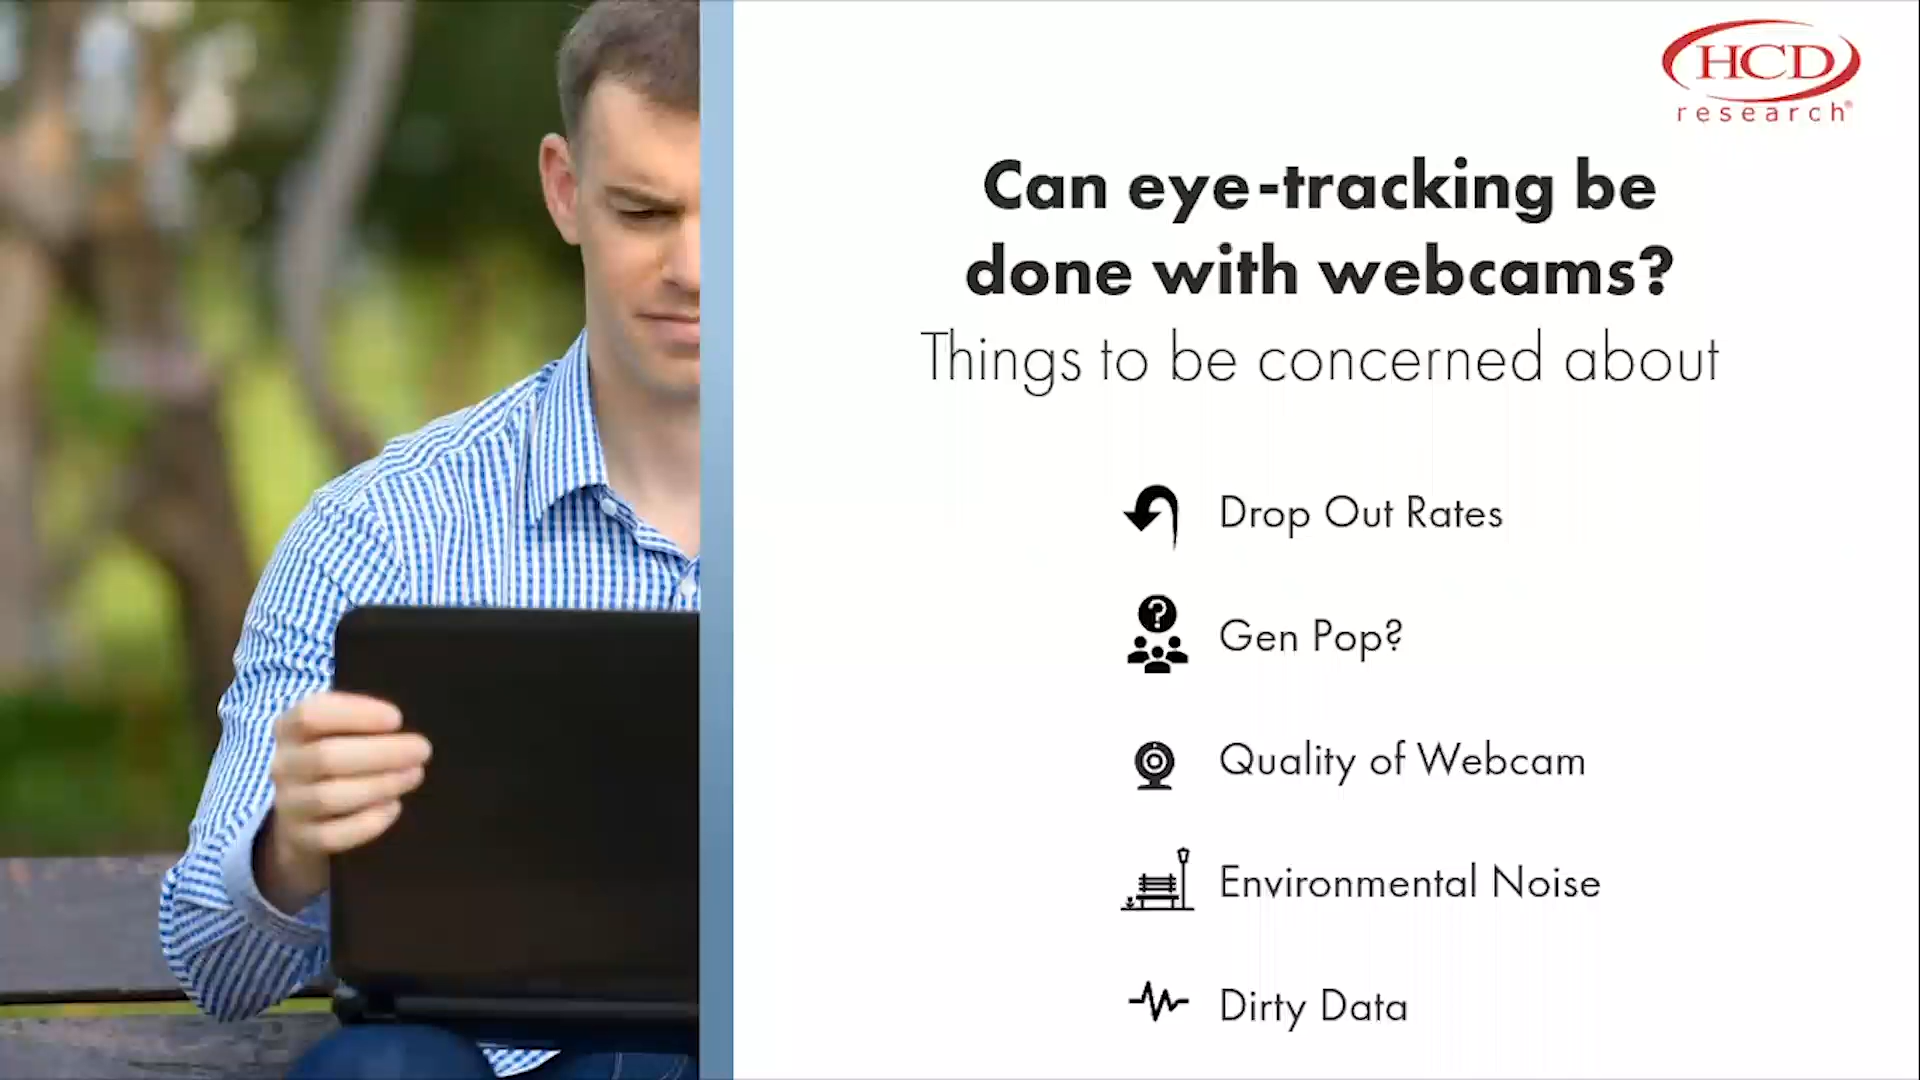 HCD
research®
Can eye-tracking be
done with webcams?
Things to be concerned about
Drop Out Rates
?
Gen Pop?
Quality of Webcam
Environmental Noise
Dirty Data